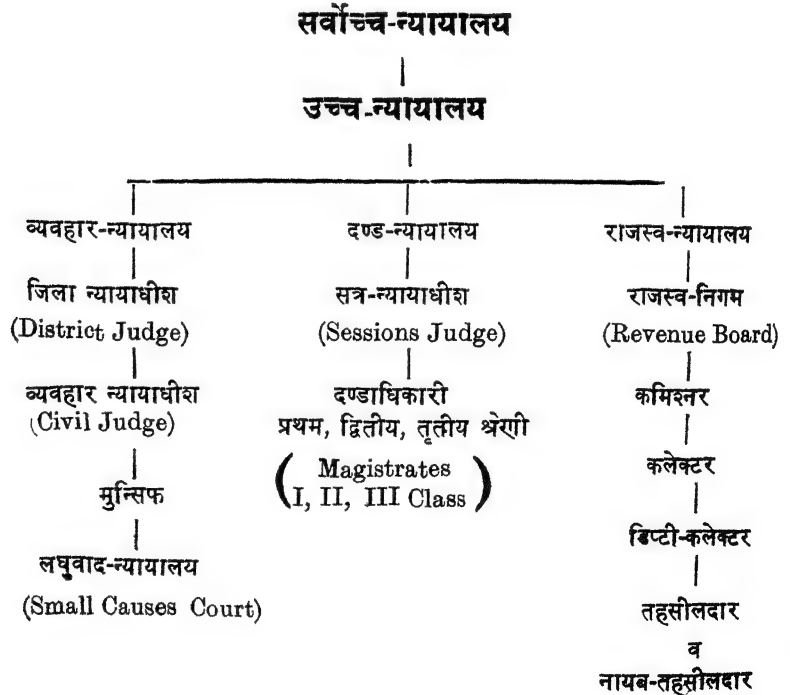 सर्वोच्च-न्यायालय
उच्च-न्यायालय
व्यवहार-न्यायालय
जिला न्यायाधीश
(District Judge)
व्यवहार न्यायाधीश
(Civil Judge)
मुन्सिफ
लघुवाद-न्यायालय
(Small Causes Court)
दण्ड-न्यायालय
सत्र-न्यायाधीश
(Sessions Judge)
दण्डाधिकारी
प्रथम, द्वितीय, तृतीय श्रेणी
(Magistrates
I, II, III Class)
राजस्व-न्यायालय
राजस्व-निगम
(Revenue Board)
कमिश्नर
कलेक्टर
डिप्टी-कलेक्टर
तहसीलदार
व
नायब-तहसीलदार